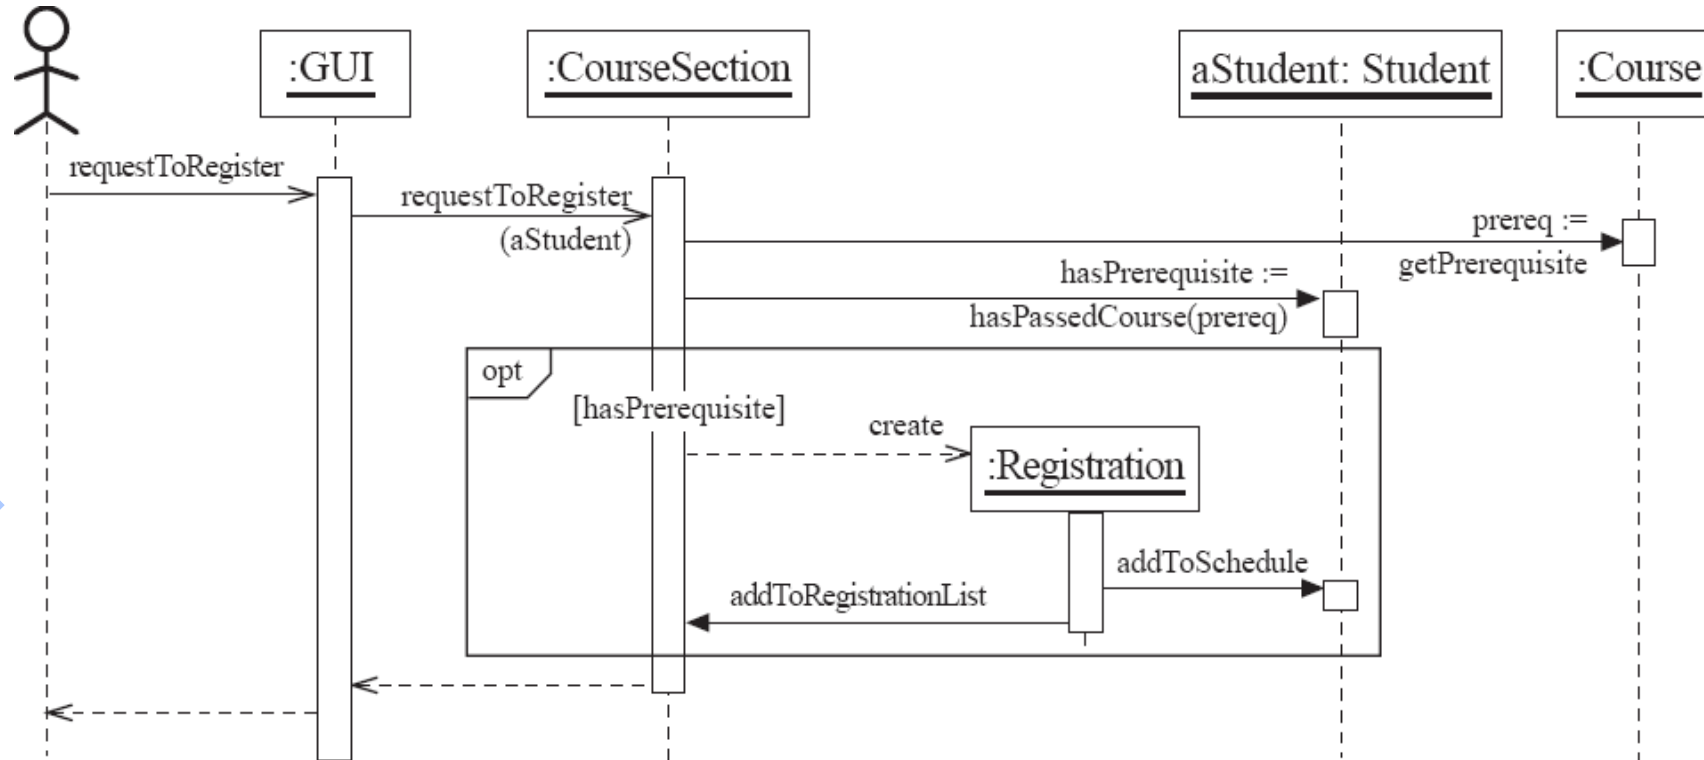 :GUI
:CourseSection
aStudent: Student
:Course
requestToRegister
requestToRegister
(aStudent)
prereq :=
getPrerequisite
hasPrerequisite :=
hasPassedCourse(prereq)
opt
[hasPrerequisite]
create
:Registration
addToSchedule
addToRegistrationList